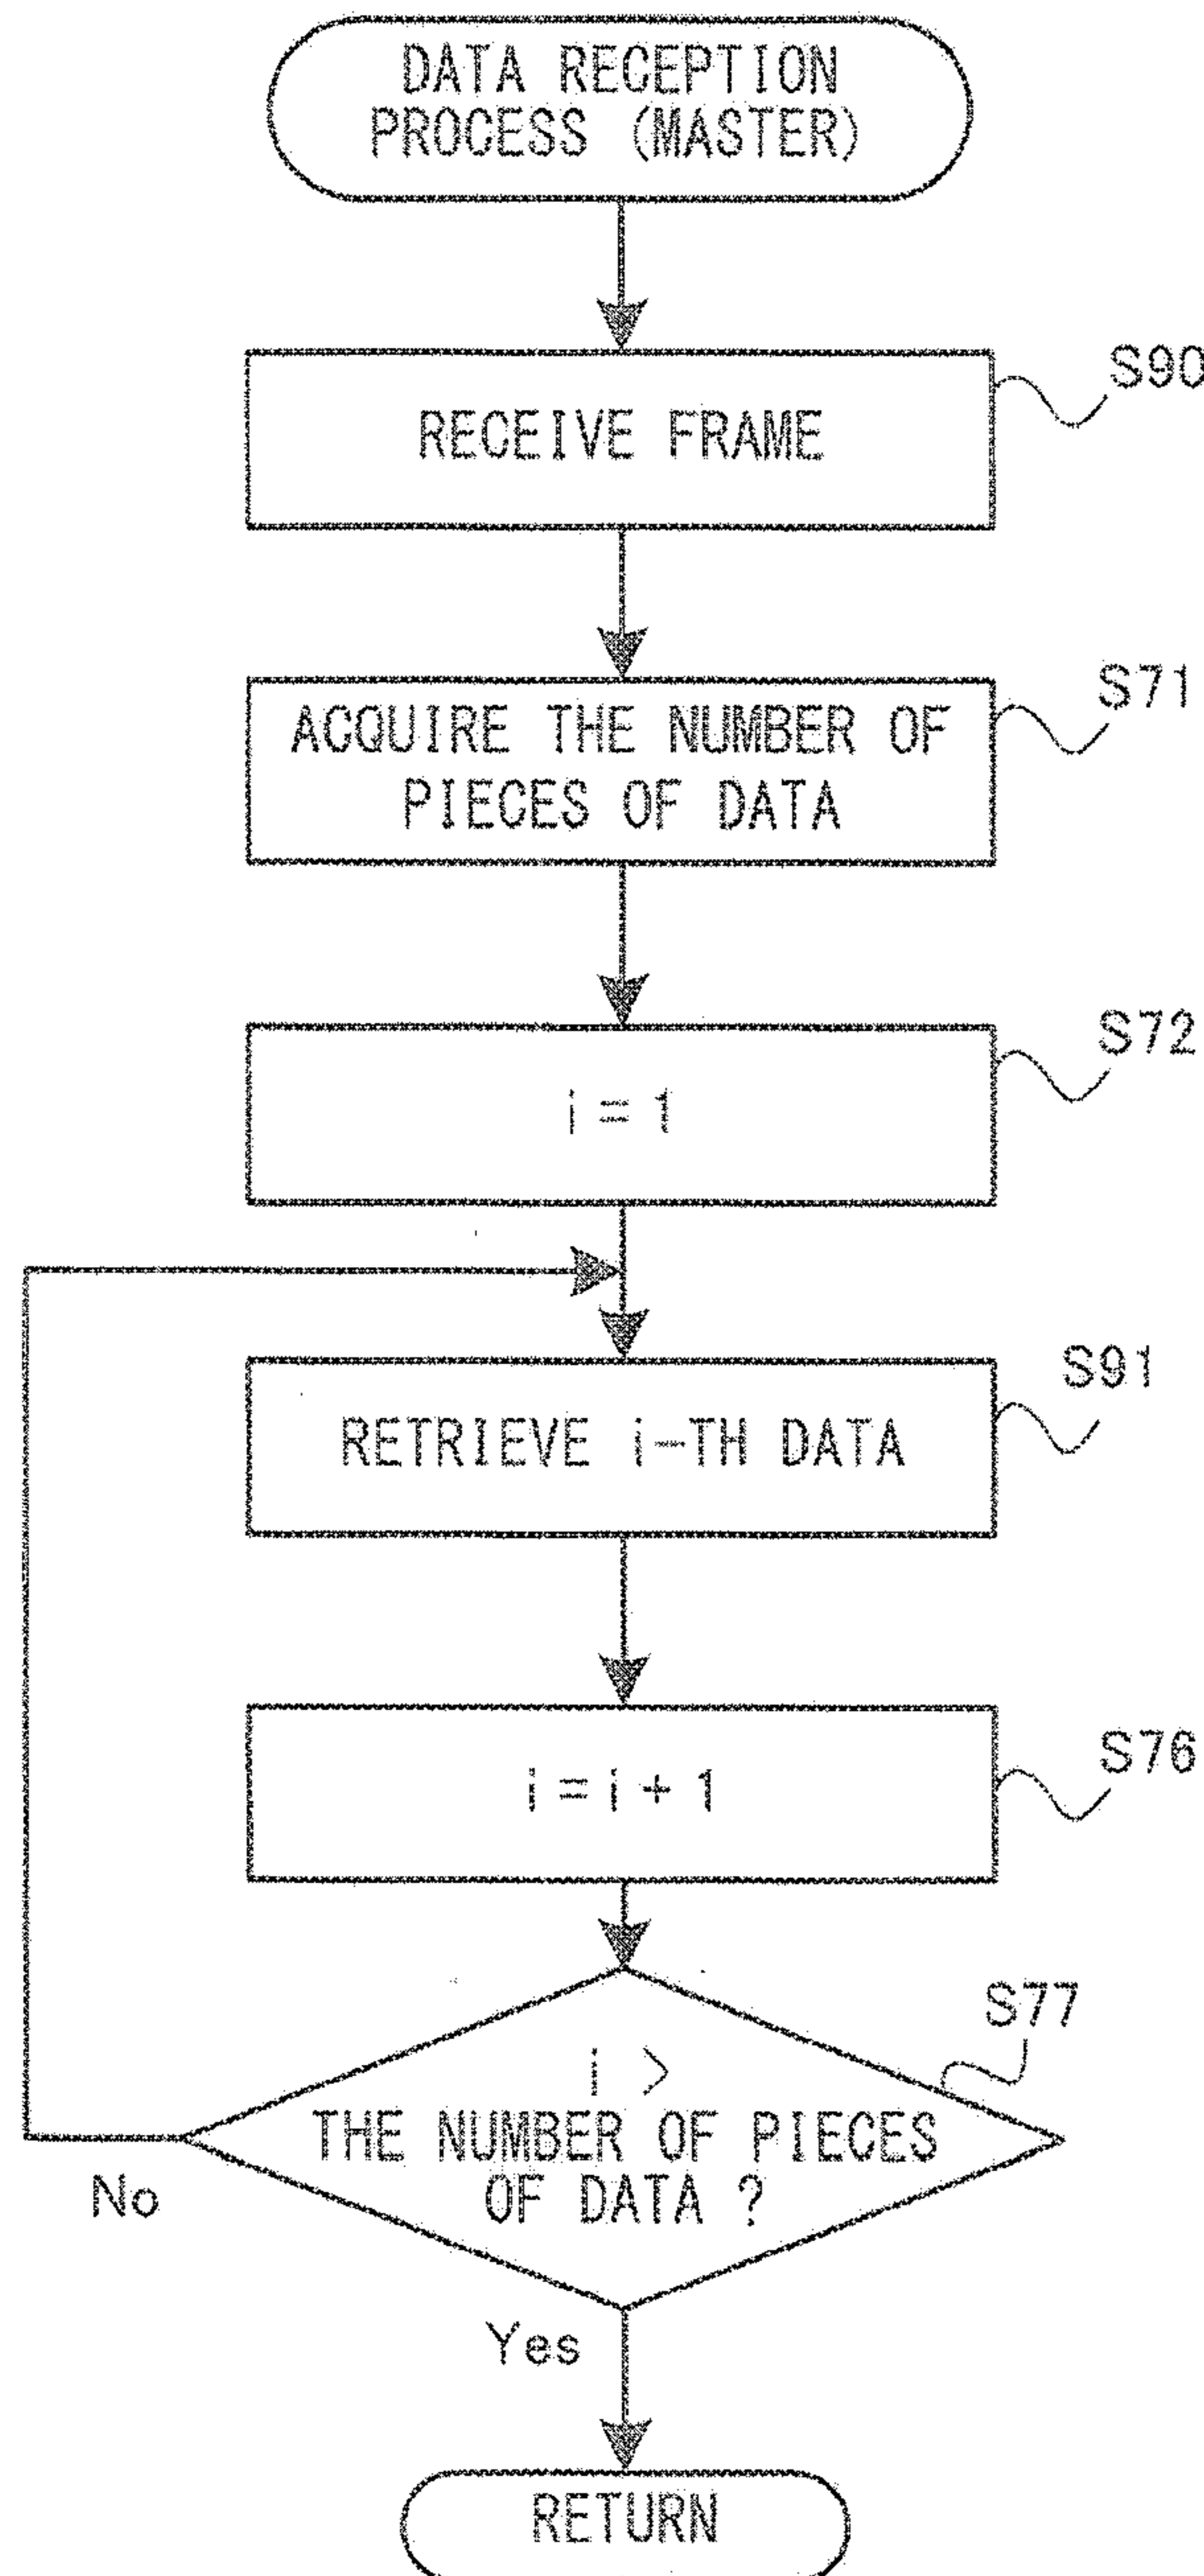 DATA RECEPTION
PROCESS (MASTER)
S90
RECEIVE FRAME
S71
ACQUIRE THE NUMBER OF
PIECES OF DATA
S72
i = 1
S91
RETRIEVE i-TH DATA
S76
i = i + 1
S77
i >
THE NUMBER OF PIECES
OF DATA ?
No
Yes
RETURN